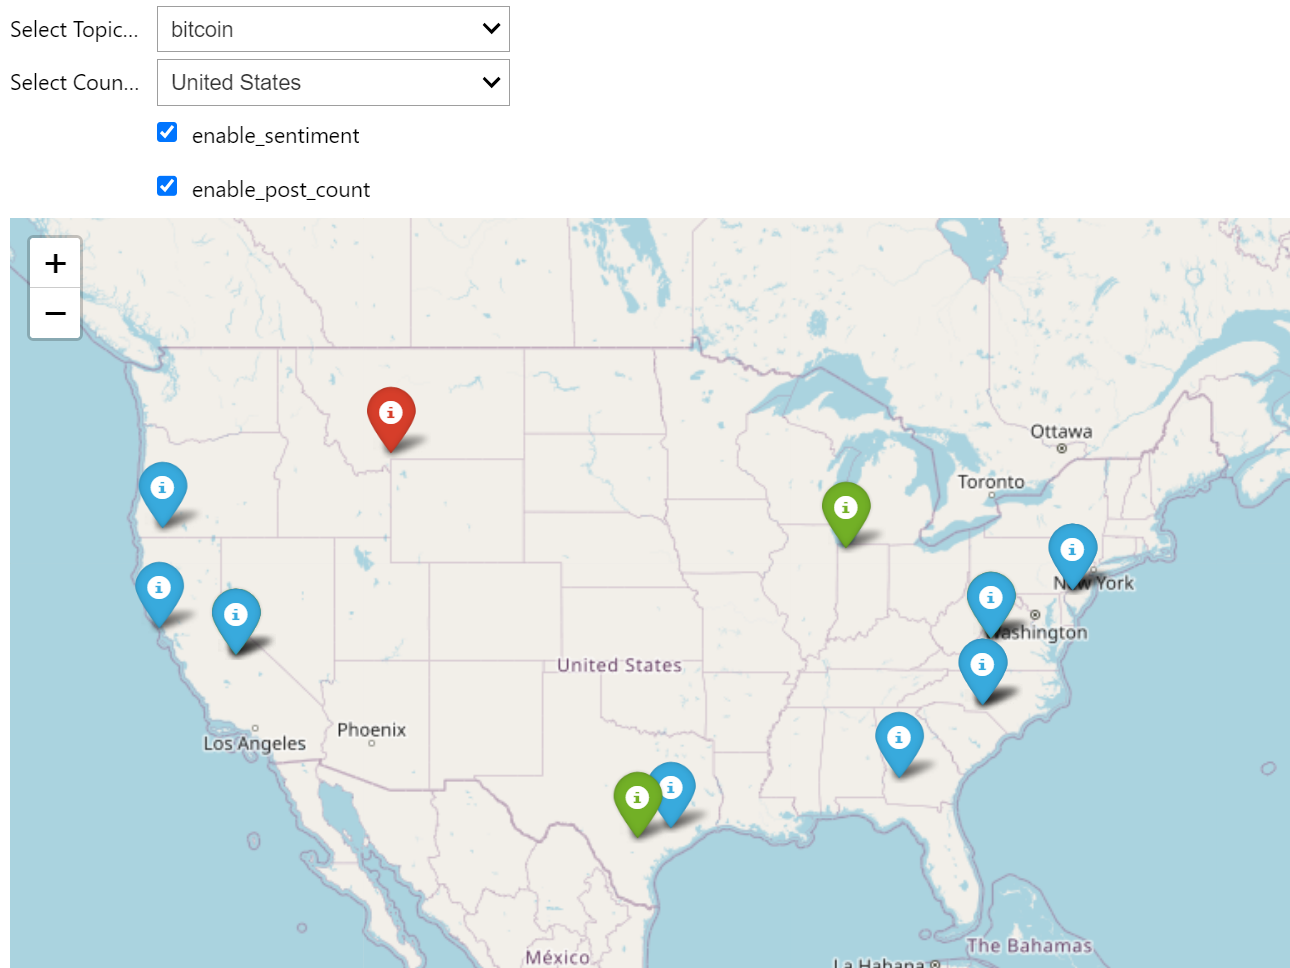 Select Topic...
bitcoin
Select Coun...
United States
enable_sentiment
enable_post_count
+
−
Ottawa
Toronto
New York
Washington
United States
Phoenix
Los Angeles
The Bahamas
México
La Habana